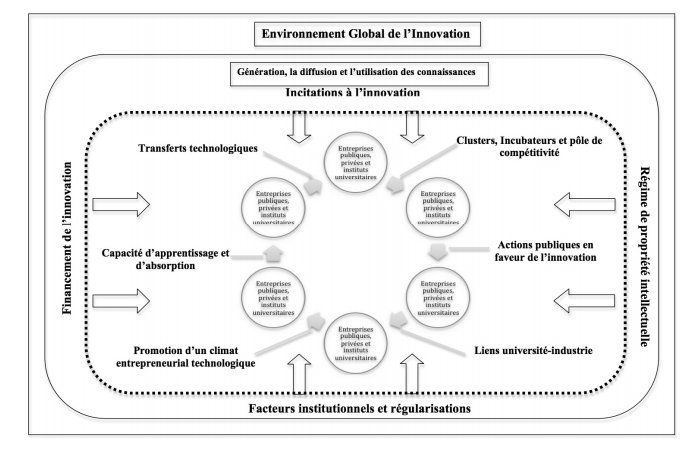 Environnement Global de l'Innovation
Génération, la diffusion et l'utilisation des connaissances
Incitations à l'innovation
Transferts technologiques
Entreprises
publiques,
privées et
instituts
universitaires
Clusters, Incubateurs et pôle de
compétitivité
Entreprises
publiques,
privées et
instituts
universitaires
Entreprises
publiques,
privées et
instituts
universitaires
Financement de l'innovation
Régime de propriété intellectuelle
Capacité d'apprentissage et
d'absorption
Actions publiques en
faveur de l'innovation
Entreprises
publiques,
privées et
instituts
universitaires
Entreprises
publiques,
privées et
instituts
universitaires
Promotion d'un climat
entrepreneurial technologique
Entreprises
publiques,
privées et
instituts
universitaires
Liens université-industrie
Facteurs institutionnels et régularisations